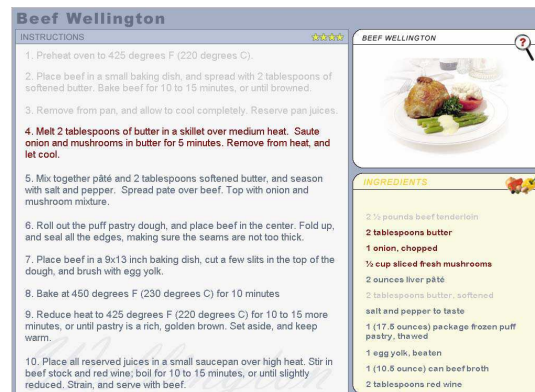 Beef Wellington
INSTRUCTIONS
1. Preheat oven to 425 degrees F (220 degrees C).
2. Place beef in a small baking dish, and spread with 2 tablespoons of
softened butter. Bake beef for 10 to 15 minutes, or until browned.
3. Remove from pan, and allow to cool completely. Reserve pan juices.
4. Melt 2 tablespoons of butter in a skillet over medium heat. Saute
onion and mushrooms in butter for 5 minutes. Remove from heat, and
let cool.
5. Mix together pâté and 2 tablespoons softened butter, and season
with salt and pepper. Spread pate over beef. Top with onion and
mushroom mixture.
6. Roll out the puff pastry dough, and place beef in the center. Fold up,
and seal all the edges, making sure the seams are not too thick.
7. Place beef in a 9x13 inch baking dish, cut a few slits in the top of the
dough, and brush with egg yolk.
8. Bake at 450 degrees F (230 degrees C) for 10 minutes
9. Reduce heat to 425 degrees F (220 degrees C) for 10 to 15 more
minutes, or until pastry is a rich, golden brown. Set aside, and keep
warm.
10. Place all reserved juices in a small saucepan over high heat. Stir in
beef stock and red wine; boil for 10 to 15 minutes, or until slightly
reduced. Strain, and serve with beef.
Wellington
BEEF WELLINGTON
?
INGREDIENTS
2 ½ pounds beef tenderloin
2 tablespoons butter
1 onion, chopped
½ cup sliced fresh mushrooms
2 ounces liver pâté
2 tablespoons butter, softened
salt and pepper to taste
1 (17.5 ounces) package frozen puff
pastry, thawed
1 egg yolk, beaten
1 (10.5 ounce) can beef broth
2 tablespoons red wine